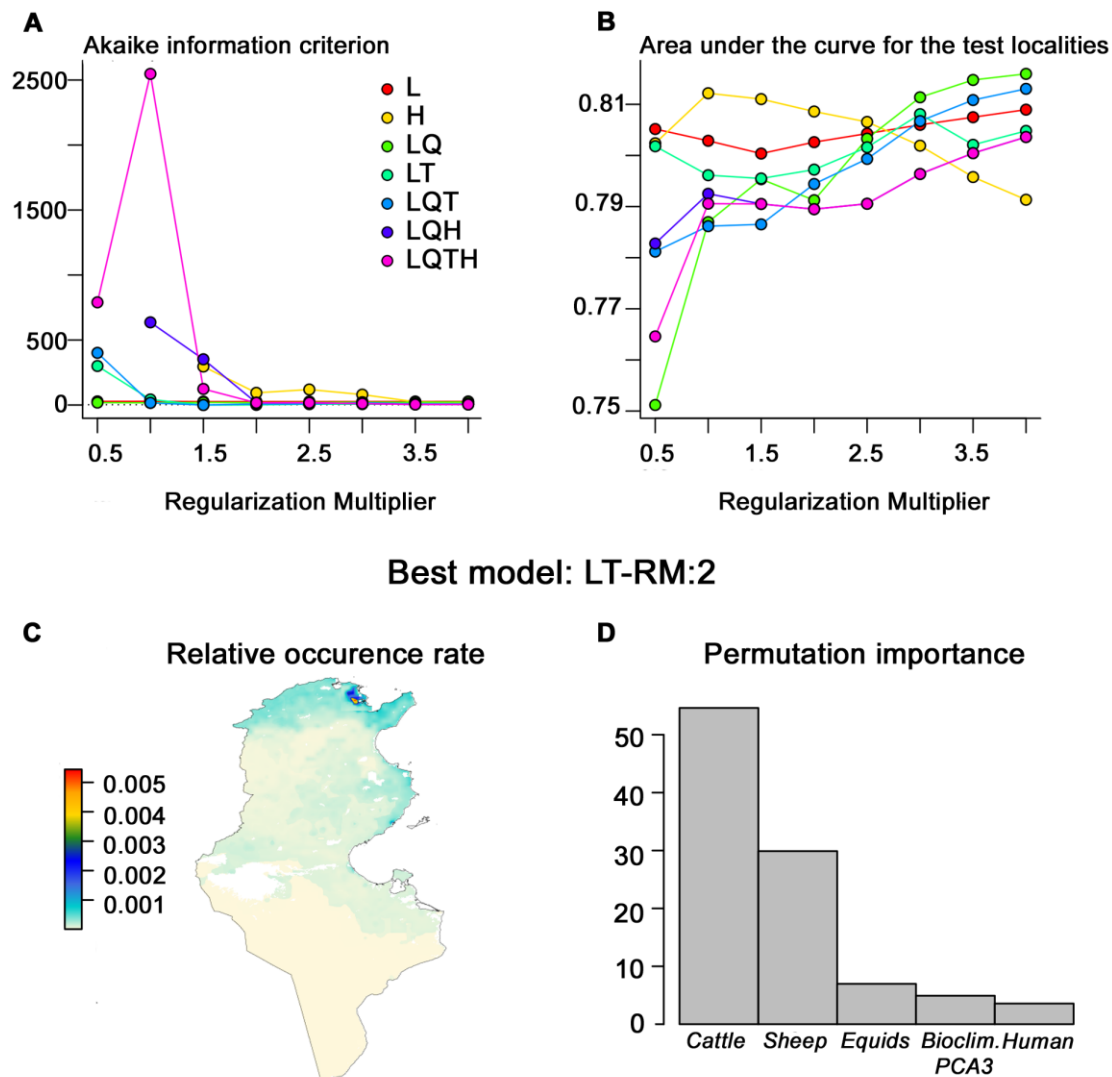 A
Akaike information criterion
2500
1500
500
0
L
H
LQ
LT
LQT
LQH
LQTH
0.5 1.5 2.5 3.5
Regularization Multiplier
B
Area under the curve for the test localities
0.81
0.79
0.77
0.75
0.5 1.5 2.5 3.5
Regularization Multiplier
Best model: LT-RM:2
C
Relative occurence rate
0.005
0.004
0.003
0.002
0.001
D
Permutation importance
50
40
30
20
10
0
Cattle Sheep Equids Bioclim. Human
PCA3